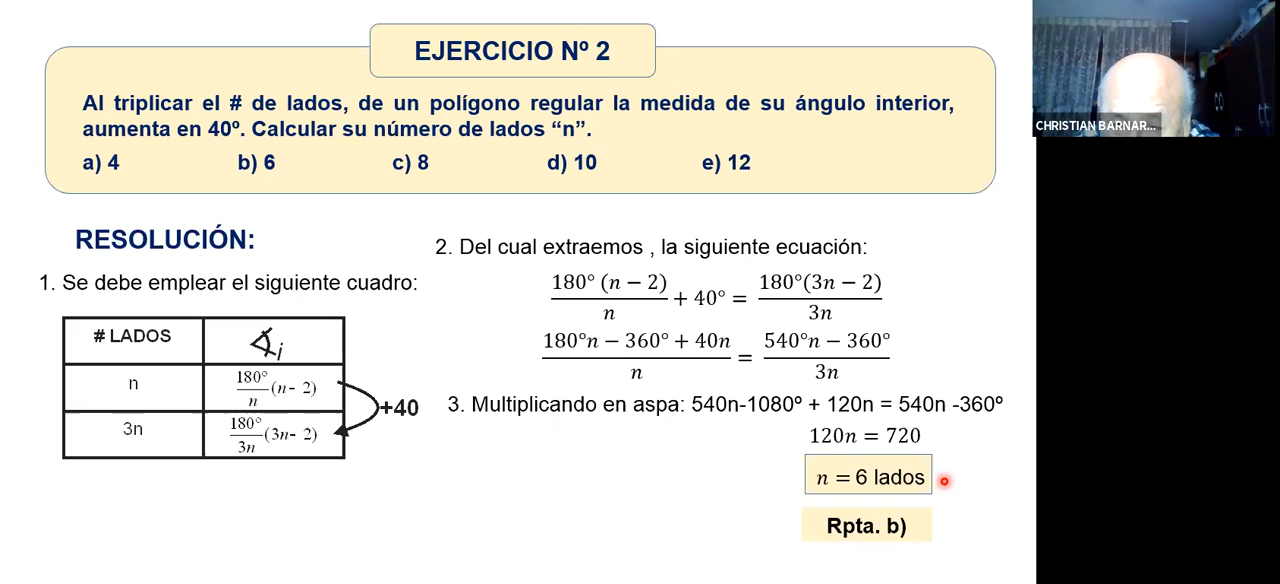 EJERCICIO Nº 2
Al triplicar el # de lados, de un polígono regular la medida de su ángulo interior,
aumenta en 40º. Calcular su número de lados “n”.
a) 4 b) 6 c) 8 d) 10 e) 12
CHRISTIAN BARNAR...
RESOLUCIÓN:
1. Se debe emplear el siguiente cuadro:
# LADOS ∢i
n 180°/n (n- 2)
3n 180°/3n (3n- 2)
+40
2. Del cual extraemos , la siguiente ecuación:
180° (n − 2)/n + 40° = 180°(3n − 2)/3n
180°n − 360° + 40n/n = 540°n − 360°/3n
3. Multiplicando en aspa: 540n-1080º + 120n = 540n -360º
120n = 720
n = 6 lados
Rpta. b)